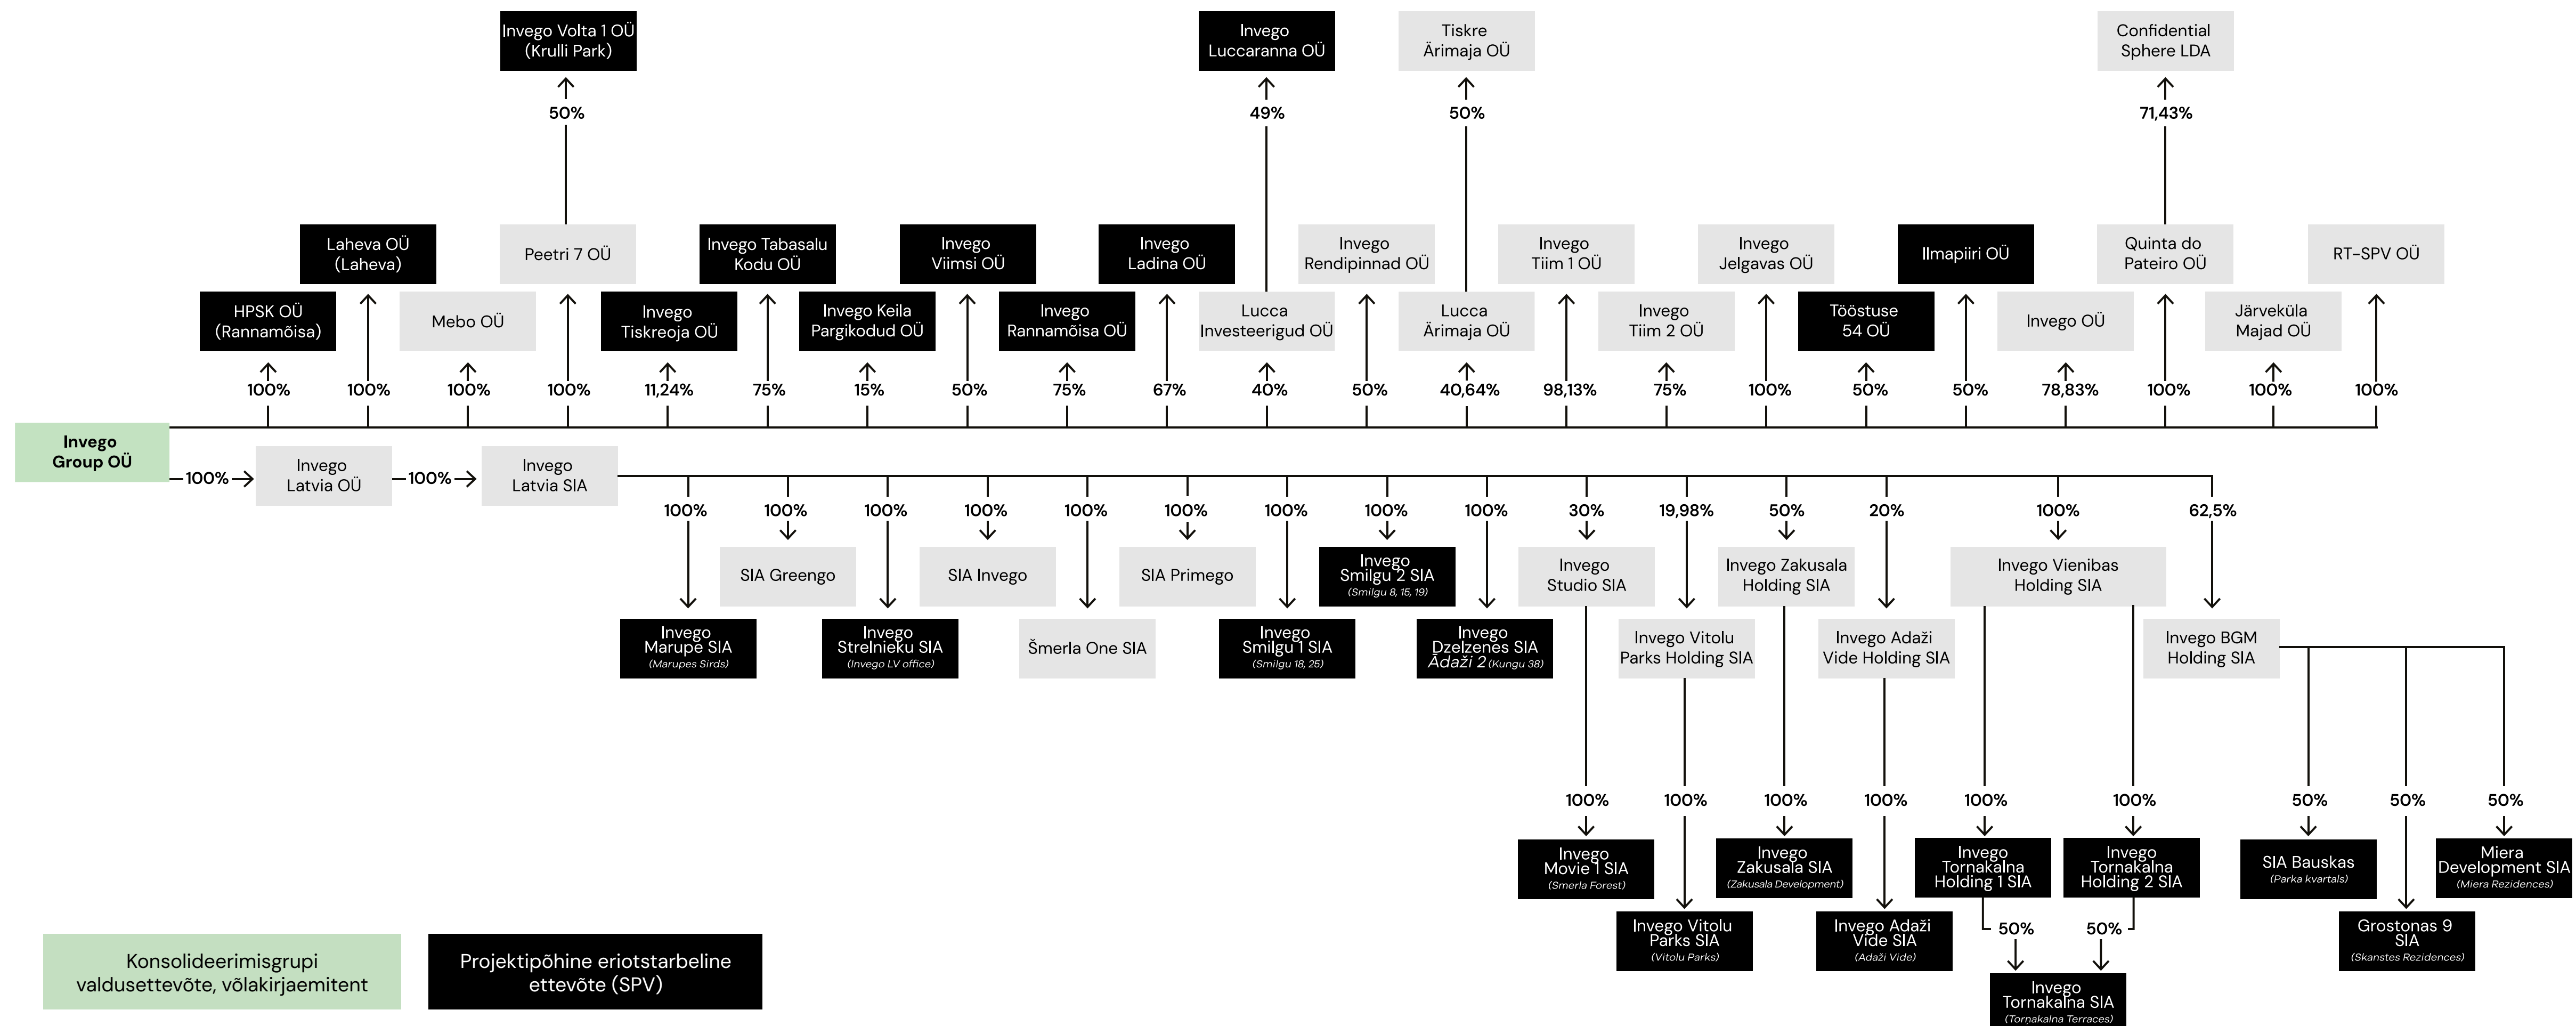 Invego Volta 1 OÜ
(Krulli Park)
Invego
Luccaranna OÜ
Tiskre
Ärimaja OÜ
Confidential
Sphere LDA
50%
49%
50%
71,43%
Laheva OÜ
(Laheva)
Peetri 7 OÜ
Invego Tabasalu
Kodu OÜ
Invego
Viimsi OÜ
Invego
Ladina OÜ
Invego
Rendipinnad OÜ
Invego
Tiim 1 OÜ
Invego
Jelgavas OÜ
Ilmapiiri OÜ
Quinta do
Pateiro OÜ
RT-SPV OÜ
HPSK OÜ
(Rannamõisa)
Mebo OÜ
Invego
Tiskreoja OÜ
Invego Keila
Pargikodud OÜ
Invego
Rannamõisa OÜ
Lucca
Investeerigud OÜ
Lucca
Ärimaja OÜ
Invego
Tiim 2 OÜ
Tööstuse
54 OÜ
Invego OÜ
Järveküla
Majad OÜ
100%
100%
100%
100%
11,24%
75%
15%
50%
75%
67%
40%
50%
40,64%
98,13%
75%
100%
50%
50%
78,83%
100%
100%
100%
Invego
Group OÜ
100%
Invego
Latvia OÜ
100%
Invego
Latvia SIA
100%
100%
100%
100%
100%
100%
100%
100%
100%
30%
19,98%
50%
20%
100%
62,5%
SIA Greengo
SIA Invego
SIA Primego
Invego
Smilgu 2 SIA
(Smilgu 8, 15, 19)
Invego
Studio SIA
Invego Zakusala
Holding SIA
Invego Vienibas
Holding SIA
Invego
Marupe SIA
(Marupes Sirds)
Invego
Strelnieku SIA
(Invego LV office)
Šmerla One SIA
Invego
Smilgu 1 SIA
(Smilgu 18, 25)
Invego
Dzelzenes SIA
Ādaži 2 (Kungu 38)
Invego Vitolu
Parks Holding SIA
Invego Adaži
Vide Holding SIA
Invego BGM
Holding SIA
100%
100%
100%
100%
100%
100%
50%
50%
50%
Invego
Movie 1 SIA
(Smerla Forest)
Invego
Zakusala SIA
(Zakusala Development)
Invego
Tornakalna
Holding 1 SIA
Invego
Tornakalna
Holding 2 SIA
SIA Bauskas
(Parka kvartals)
Miera
Development SIA
(Miera Rezidences)
Invego Vitolu
Parks SIA
(Vitolu Parks)
Invego Adaži
Vide SIA
(Adaži Vide)
50%
50%
Grostonas 9
SIA
(Skanstes Rezidences)
Invego
Tornakalna SIA
(Torņakalna Terraces)
Konsolideerimisgrupi
valdusettevõte, võlakirjaemitent
Projektipõhine eriotstarbeline
ettevõte (SPV)